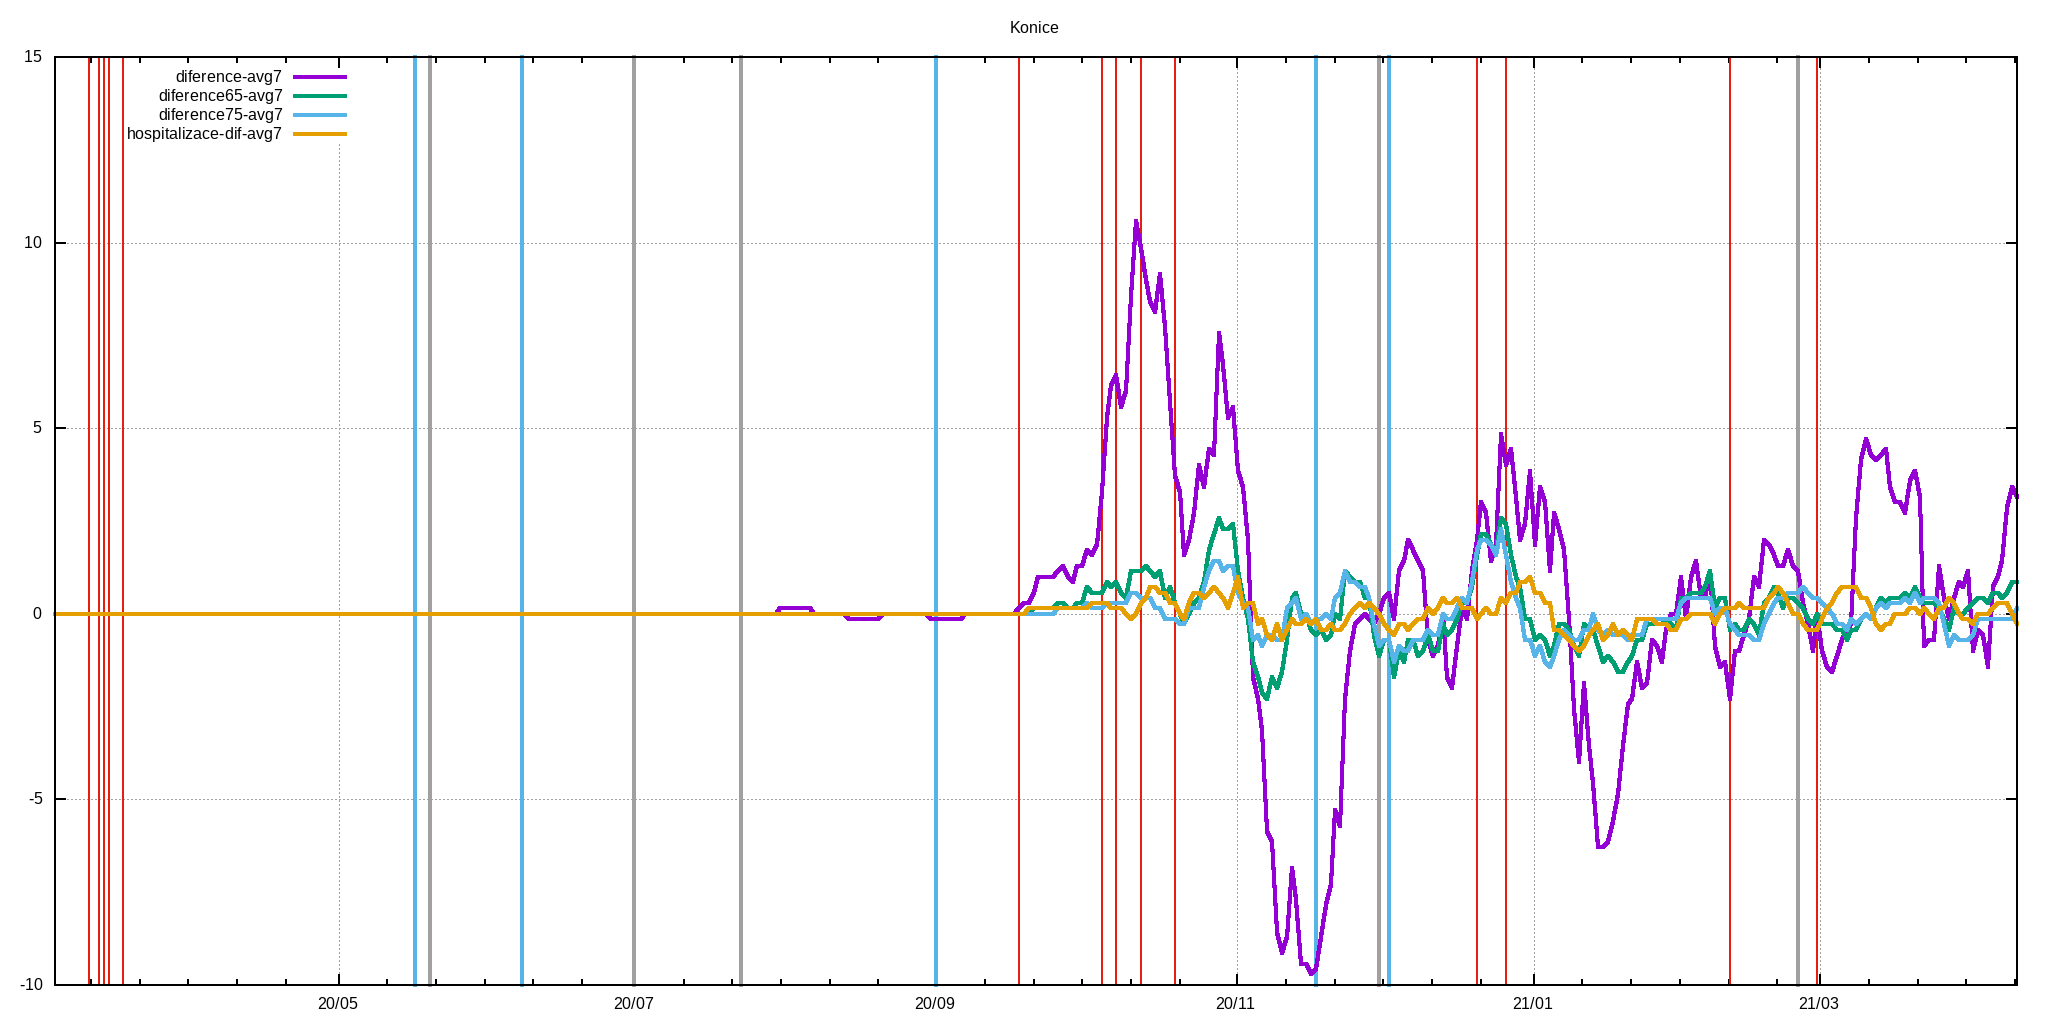 Konice
15
diference-avg7
diference65-avg7
diference75-avg7
hospitalizace-dif-avg7
10
5
0
-5
-10
20/05 20/07 20/09 20/11 21/01 21/03